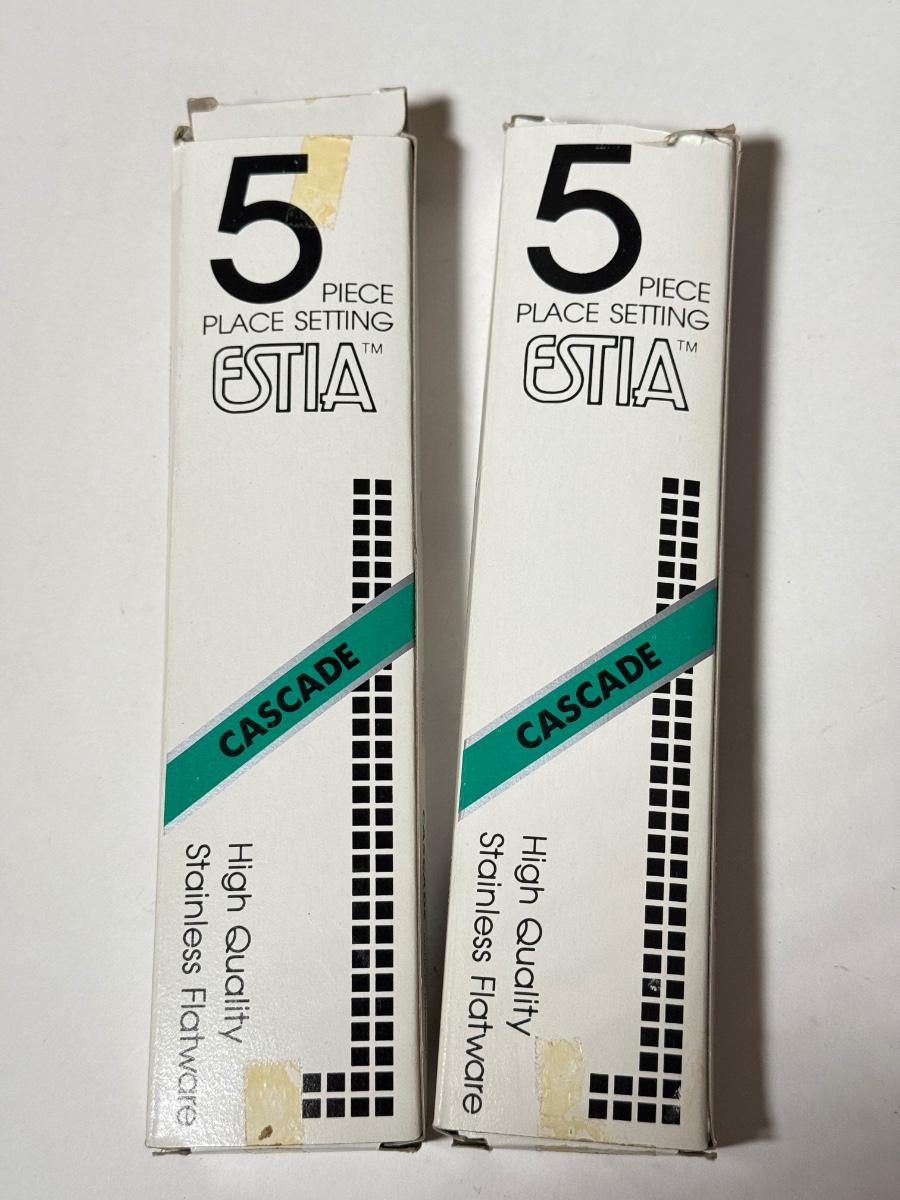 5
PIECE
PLACE SETTING
ESTIA™
CASCADE
High Quality
Stainless Flatware
5
PIECE
PLACE SETTING
ESTIA™
CASCADE
High Quality
Stainless Flatware